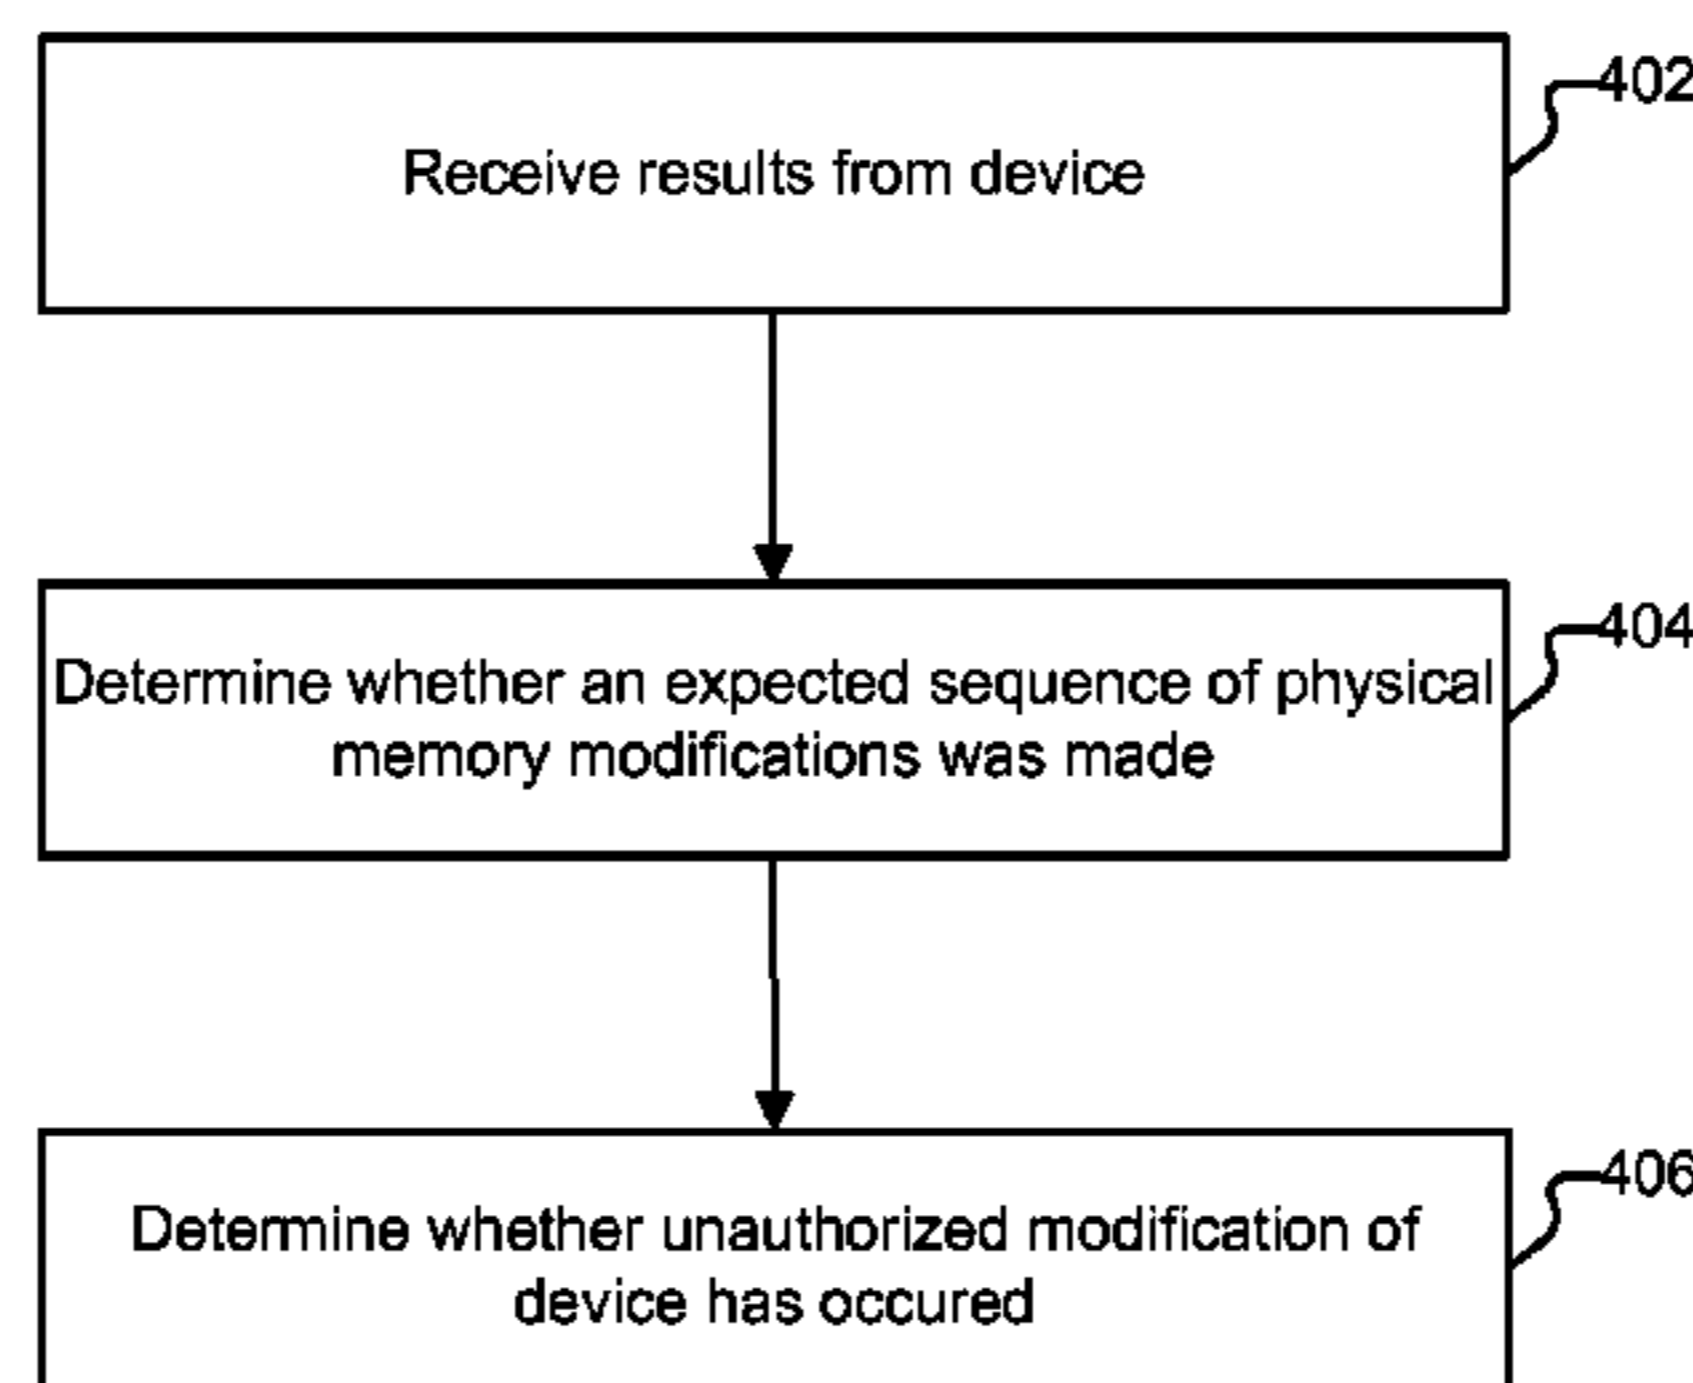 402
Receive results from device
404
Determine whether an expected sequence of physical
memory modifications was made
406
Determine whether unauthorized modification of
device has occured